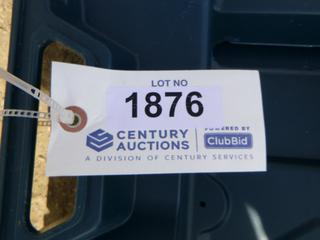 LOT NO
1876
CENTURY
AUCTIONS
POWERED BY
ClubBid
A DIVISION OF CENTURY SERVICES